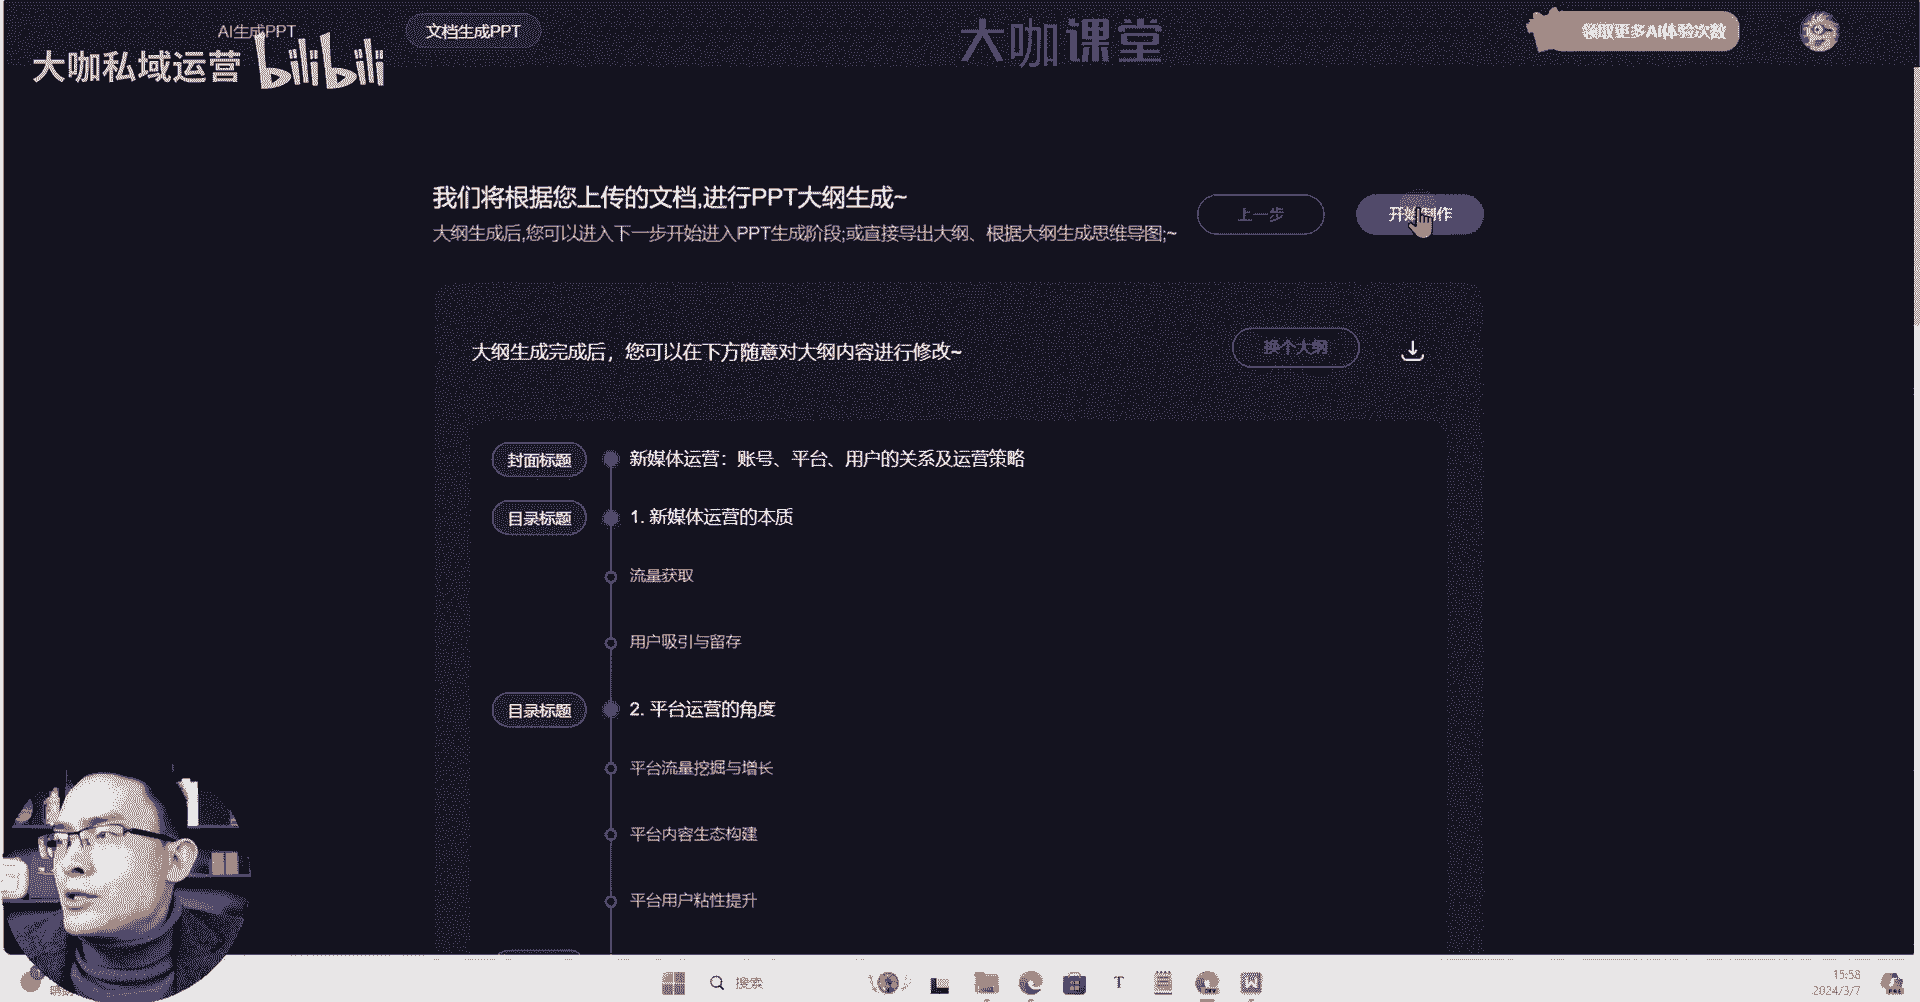 AI生成PPT
文档生成PPT
大咖课堂
领取更多AI体验次数
大咖私域运营 bilibili
我们将根据您上传的文档,进行PPT大纲生成~
大纲生成后,您可以进入下一步开始进入PPT生成阶段;或直接导出大纲、根据大纲生成思维导图;~
上一步
开始制作
大纲生成完成后，您可以在下方随意对大纲内容进行修改~
换个大纲
封面标题
新媒体运营：账号、平台、用户的关系及运营策略
目录标题
1. 新媒体运营的本质
流量获取
用户吸引与留存
目录标题
2. 平台运营的角度
平台流量挖掘与增长
平台内容生态构建
平台用户粘性提升
搜索
15:58
2024/3/7